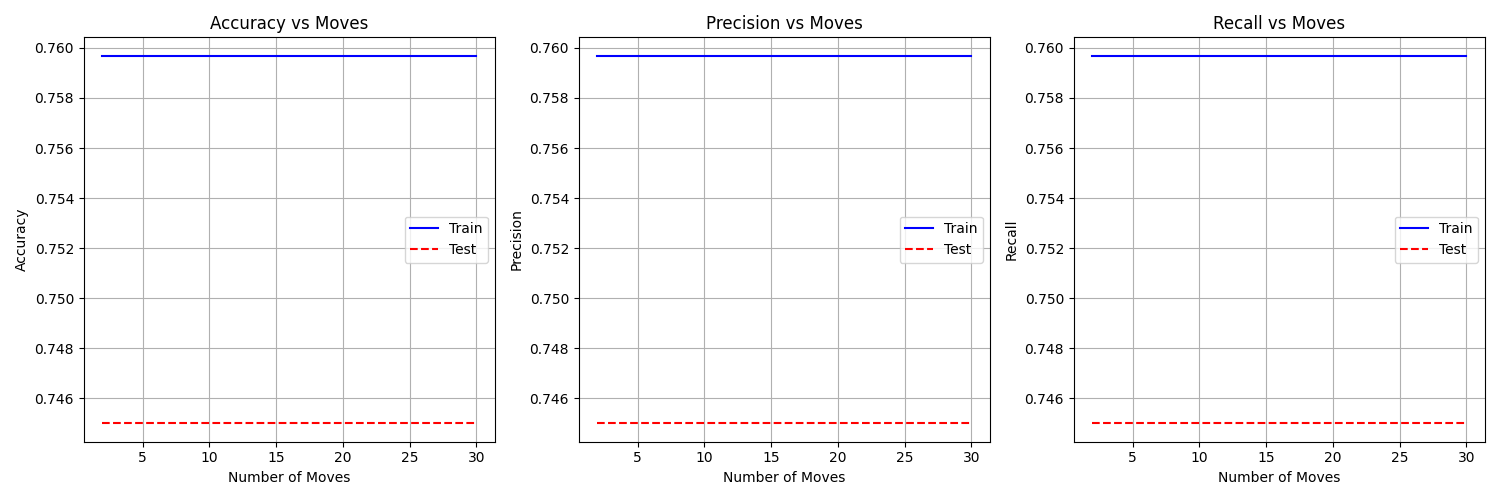 Accuracy vs Moves
0.760
0.758
0.756
0.754
0.752
0.750
0.748
0.746
Accuracy
Train
Test
5 10 15 20 25 30
Number of Moves
Precision vs Moves
0.760
0.758
0.756
0.754
0.752
0.750
0.748
0.746
Precision
Train
Test
5 10 15 20 25 30
Number of Moves
Recall vs Moves
0.760
0.758
0.756
0.754
0.752
0.750
0.748
0.746
Recall
Train
Test
5 10 15 20 25 30
Number of Moves